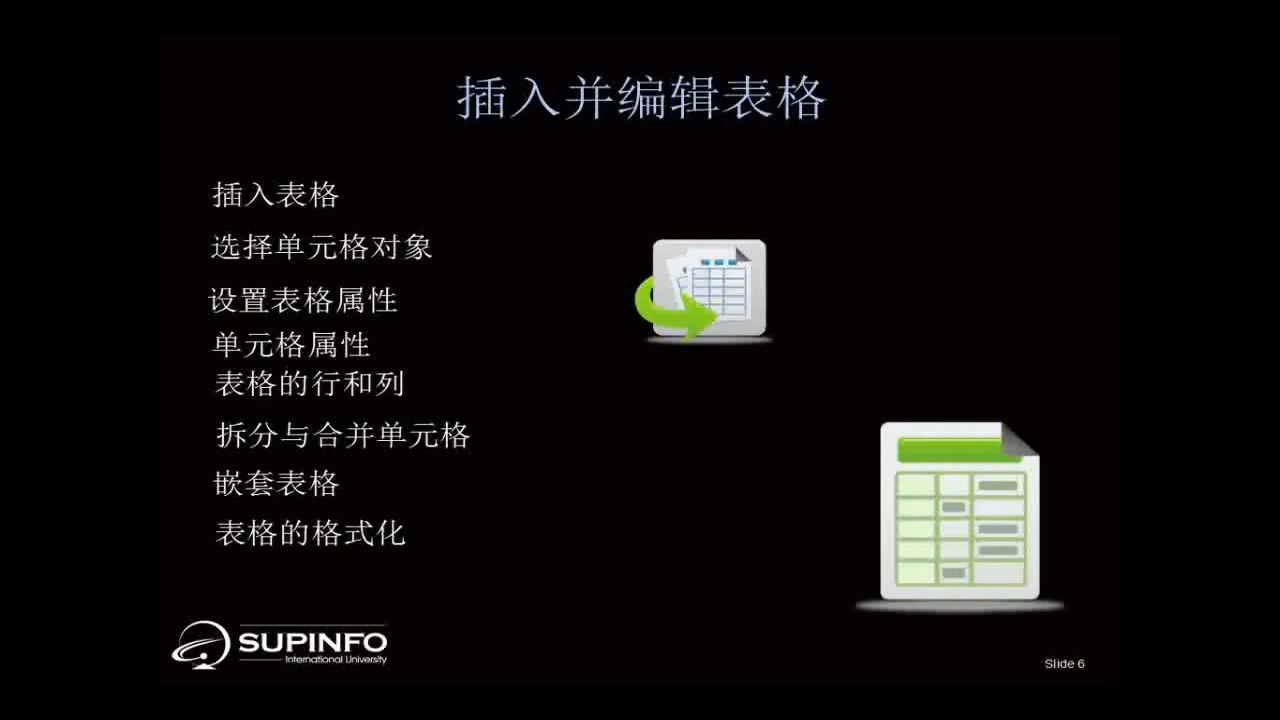 插入并编辑表格
插入表格
选择单元格对象
设置表格属性
单元格属性
表格的行和列
拆分与合并单元格
嵌套表格
表格的格式化
SUPINFO
International University
Slide 6